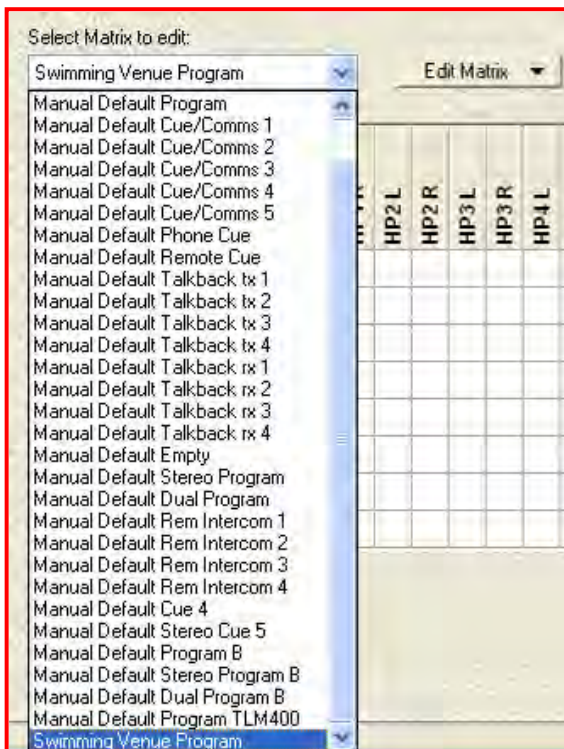 Select Matrix to edit:
Swimming Venue Program
Edit Matrix
Manual Default Program
Manual Default Cue/Comms 1
Manual Default Cue/Comms 2
Manual Default Cue/Comms 3
Manual Default Cue/Comms 4
Manual Default Cue/Comms 5
Manual Default Phone Cue
Manual Default Remote Cue
Manual Default Talkback tx 1
Manual Default Talkback tx 2
Manual Default Talkback tx 3
Manual Default Talkback tx 4
Manual Default Talkback rx 1
Manual Default Talkback rx 2
Manual Default Talkback rx 3
Manual Default Talkback rx 4
Manual Default Empty
Manual Default Stereo Program
Manual Default Dual Program
Manual Default Rem Intercom 1
Manual Default Rem Intercom 2
Manual Default Rem Intercom 3
Manual Default Rem Intercom 4
Manual Default Cue 4
Manual Default Stereo Cue 5
Manual Default Program B
Manual Default Stereo Program B
Manual Default Dual Program B
Manual Default Program TLM400
Swimming Venue Program
HP2 L
HP2 R
HP3 L
HP3 R
HP4 L